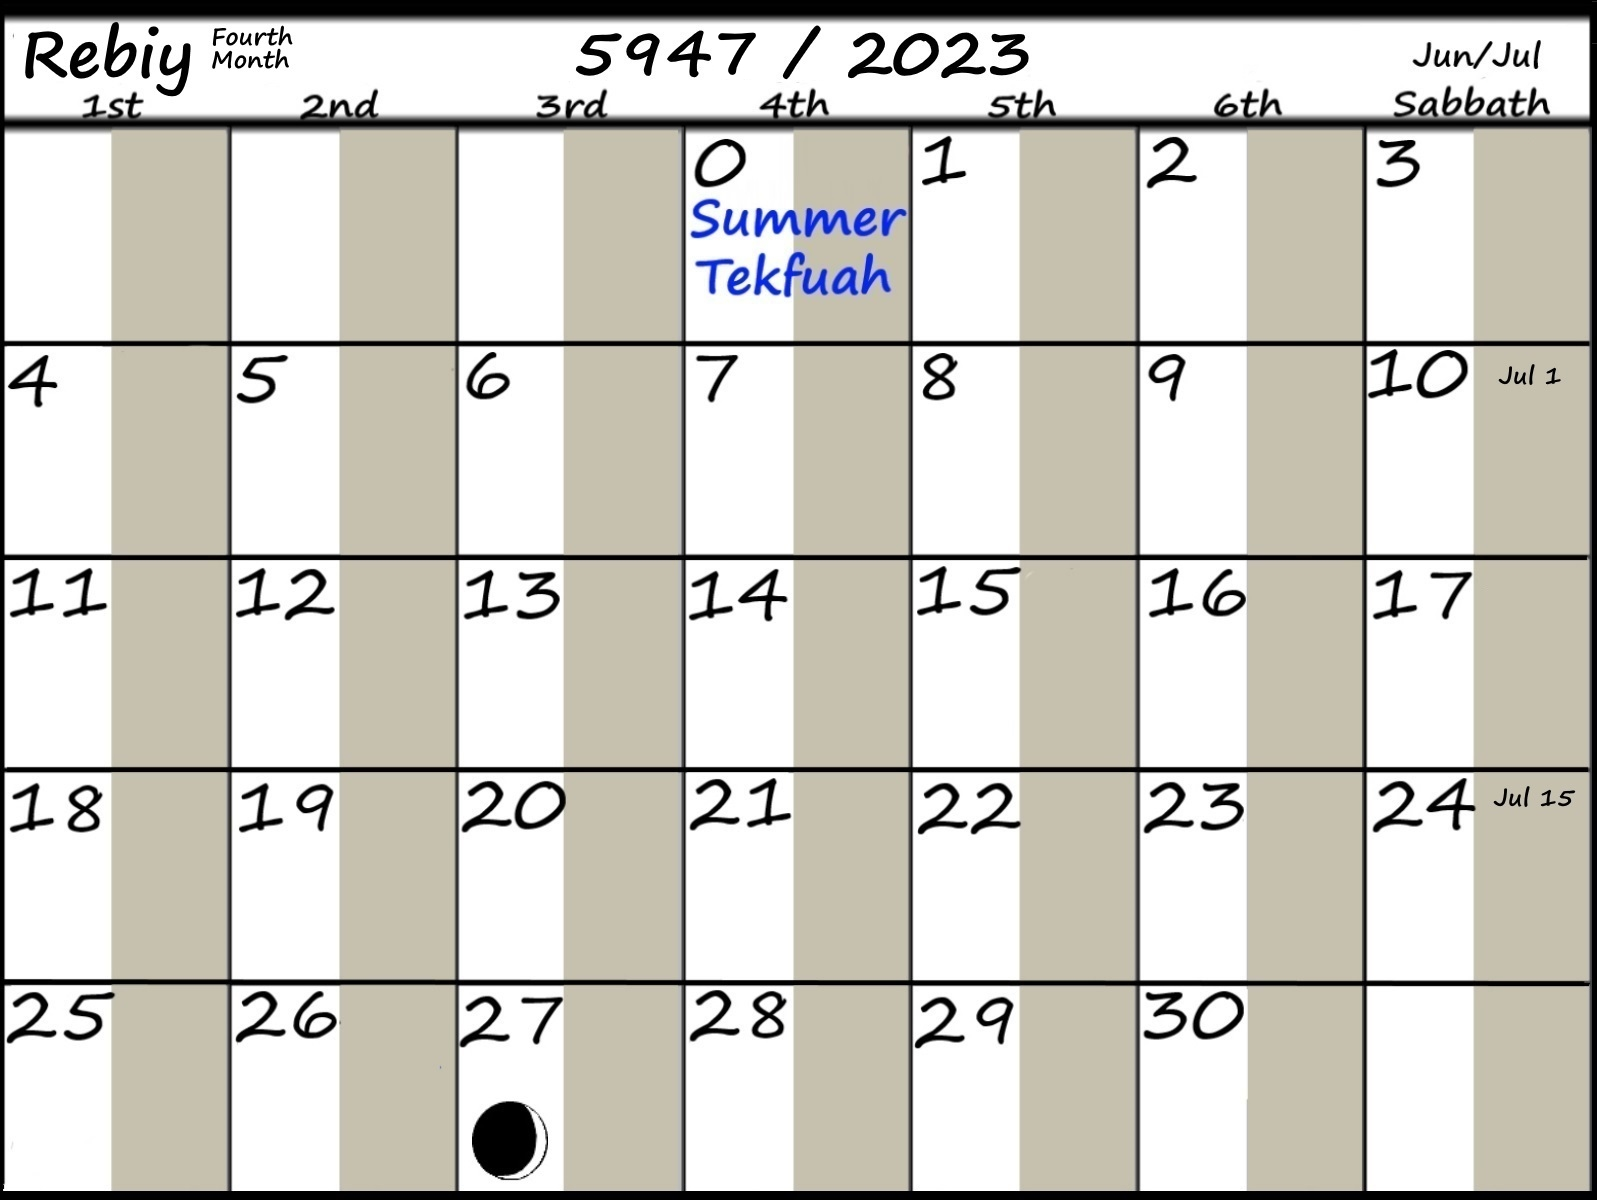 Rebiy Fourth Month 5947 / 2023 Jun/Jul
1st 2nd 3rd 4th 5th 6th Sabbath
0 1 2 3
Summer
Tekfuah
4 5 6 7 8 9 10 Jul 1
11 12 13 14 15 16 17
18 19 20 21 22 23 24 Jul 15
25 26 27 28 29 30